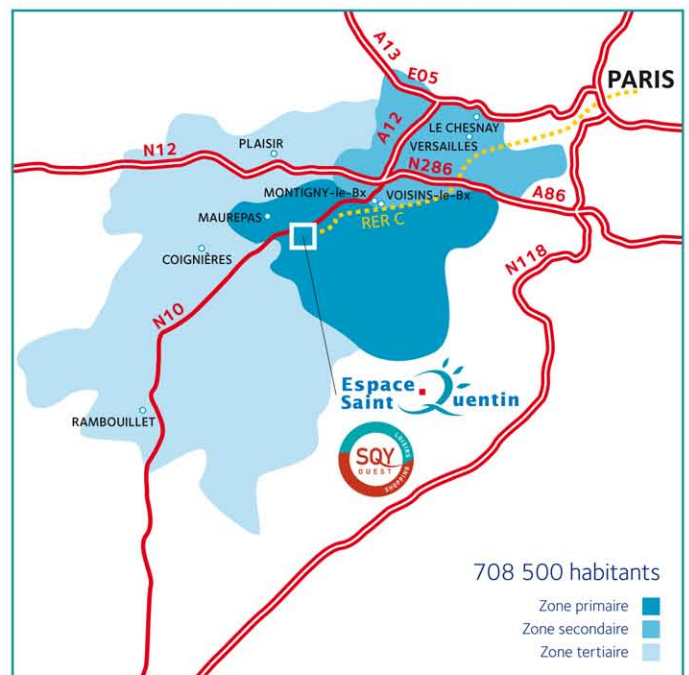 A13
E05
PARIS
A12
LE CHESNAY
VERSAILLES
N12
PLAISIR
N286
MONTIGNY-le-Bx
VOISINS-le-Bx
A86
MAUREPAS
RER C
COIGNIÈRES
N118
N10
Espace
Saint Quentin
RAMBOUILLET
LOISIRS
SQY
OUEST
SHOPPING
708 500 habitants
Zone primaire
Zone secondaire
Zone tertiaire